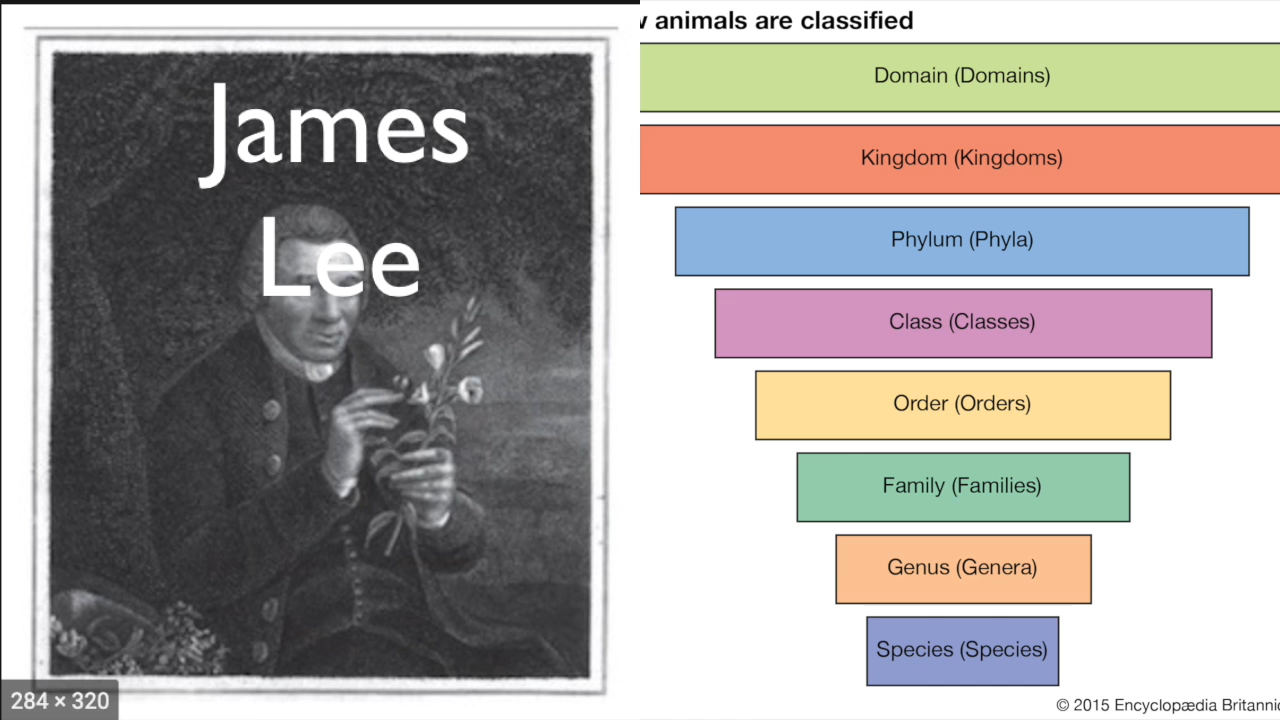 James
Lee
284 × 320
animals are classified
Domain (Domains)
Kingdom (Kingdoms)
Phylum (Phyla)
Class (Classes)
Order (Orders)
Family (Families)
Genus (Genera)
Species (Species)
© 2015 Encyclopædia